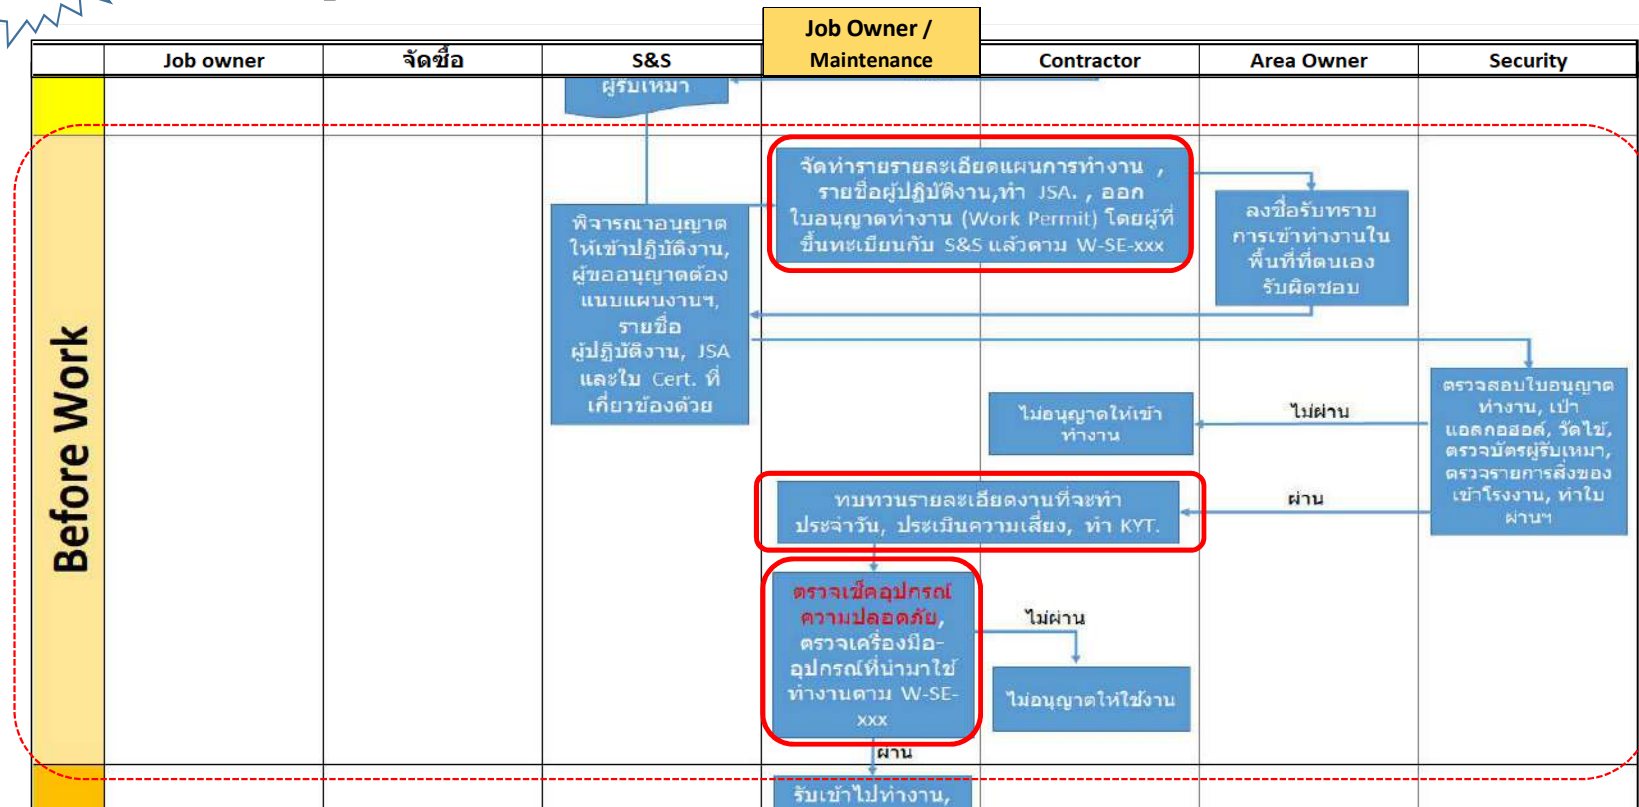 Job Owner /
Maintenance
Job owner
จัดซื้อ
S&S
Contractor
Area Owner
Security
ผู้รับเหมา
Before Work
จัดทำรายรายละเอียดแผนการทำงาน ,
รายชื่อผู้ปฏิบัติงาน,ทำ JSA. , ออก
ใบอนุญาตทำงาน (Work Permit) โดยผู้ที่
ขึ้นทะเบียนกับ S&S แล้วตาม W-SE-xxx
ลงชื่อรับทราบ
การเข้าทำงานใน
พื้นที่ที่ตนเอง
รับผิดชอบ
พิจารณาอนุญาต
ให้เข้าปฏิบัติงาน,
ผู้ขออนุญาตต้อง
แนบแผนงานฯ,
รายชื่อ
ผู้ปฏิบัติงาน, JSA
และใบ Cert. ที่
เกี่ยวข้องด้วย
ตรวจสอบใบอนุญาต
ทำงาน, เป่า
แอลกอฮอล์, วัดไข้,
ตรวจบัตรผู้รับเหมา,
ตรวจรายการสิ่งของ
เข้าโรงงาน, ทำใบ
ผ่านฯ
ไม่ผ่าน
ไม่อนุญาตให้เข้า
ทำงาน
ผ่าน
ทบทวนรายละเอียดงานที่จะทำ
ประจำวัน, ประเมินความเสี่ยง, ทำ KYT.
ตรวจเช็คอุปกรณ์
ความปลอดภัย,
ตรวจเครื่องมือ-
อุปกรณ์ที่นำมาใช้
ทำงานตาม W-SE-
xxx
ไม่ผ่าน
ไม่อนุญาตให้ใช้งาน
ผ่าน
รับเข้าไปทำงาน,